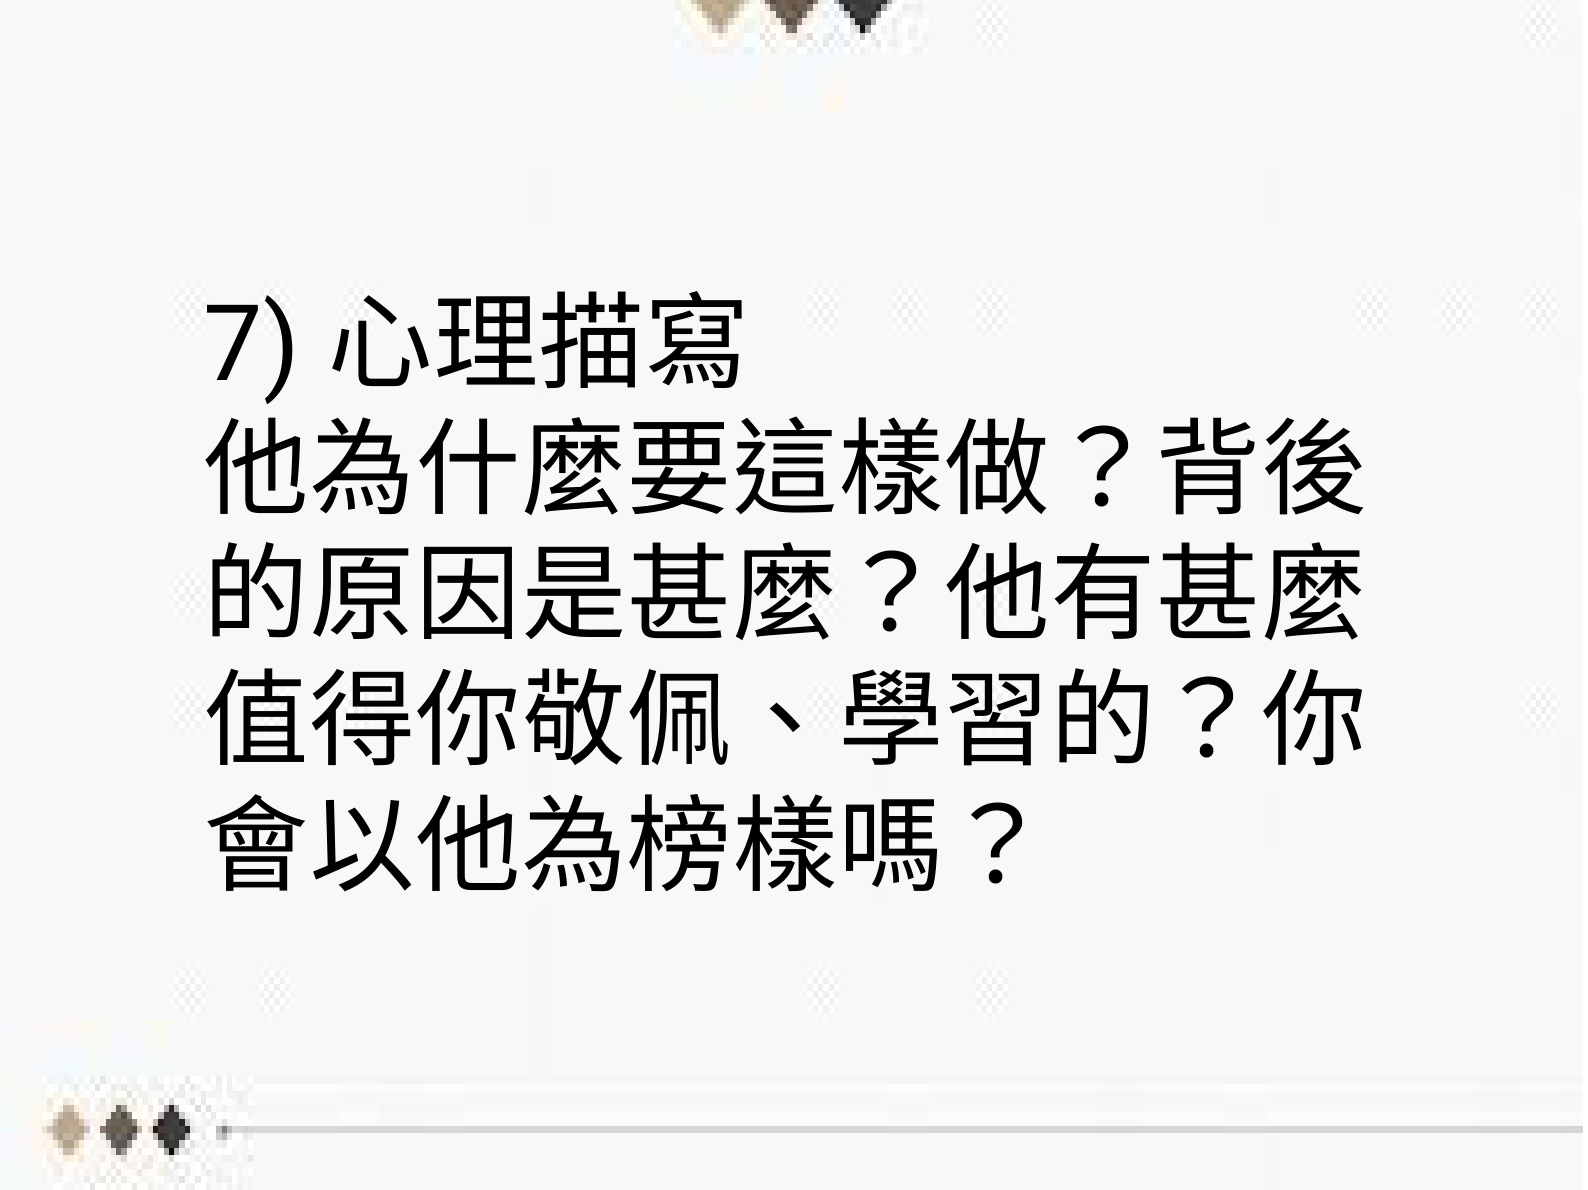 7) 心理描寫
他為什麼要這樣做？背後
的原因是甚麼？他有甚麼
值得你敬佩、學習的？你
會以他為榜樣嗎？